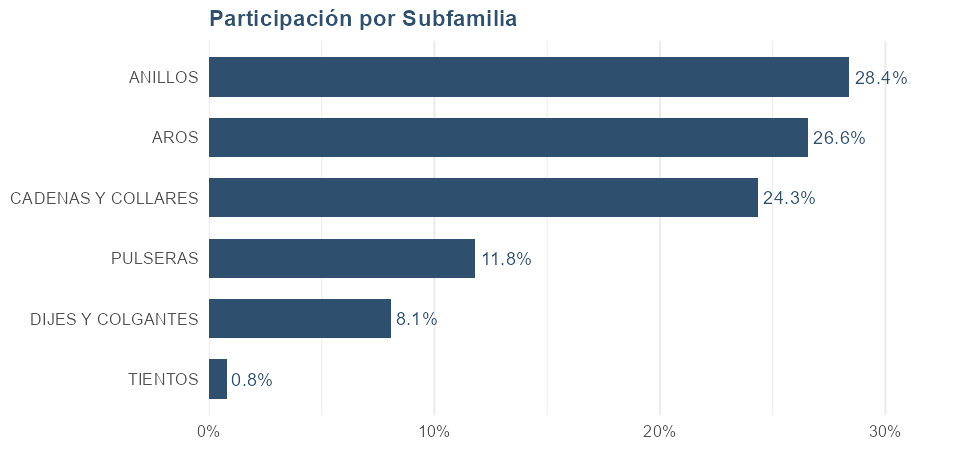 Participación por Subfamilia
ANILLOS 28.4%
AROS 26.6%
CADENAS Y COLLARES 24.3%
PULSERAS 11.8%
DIJES Y COLGANTES 8.1%
TIENTOS 0.8%
0% 10% 20% 30%